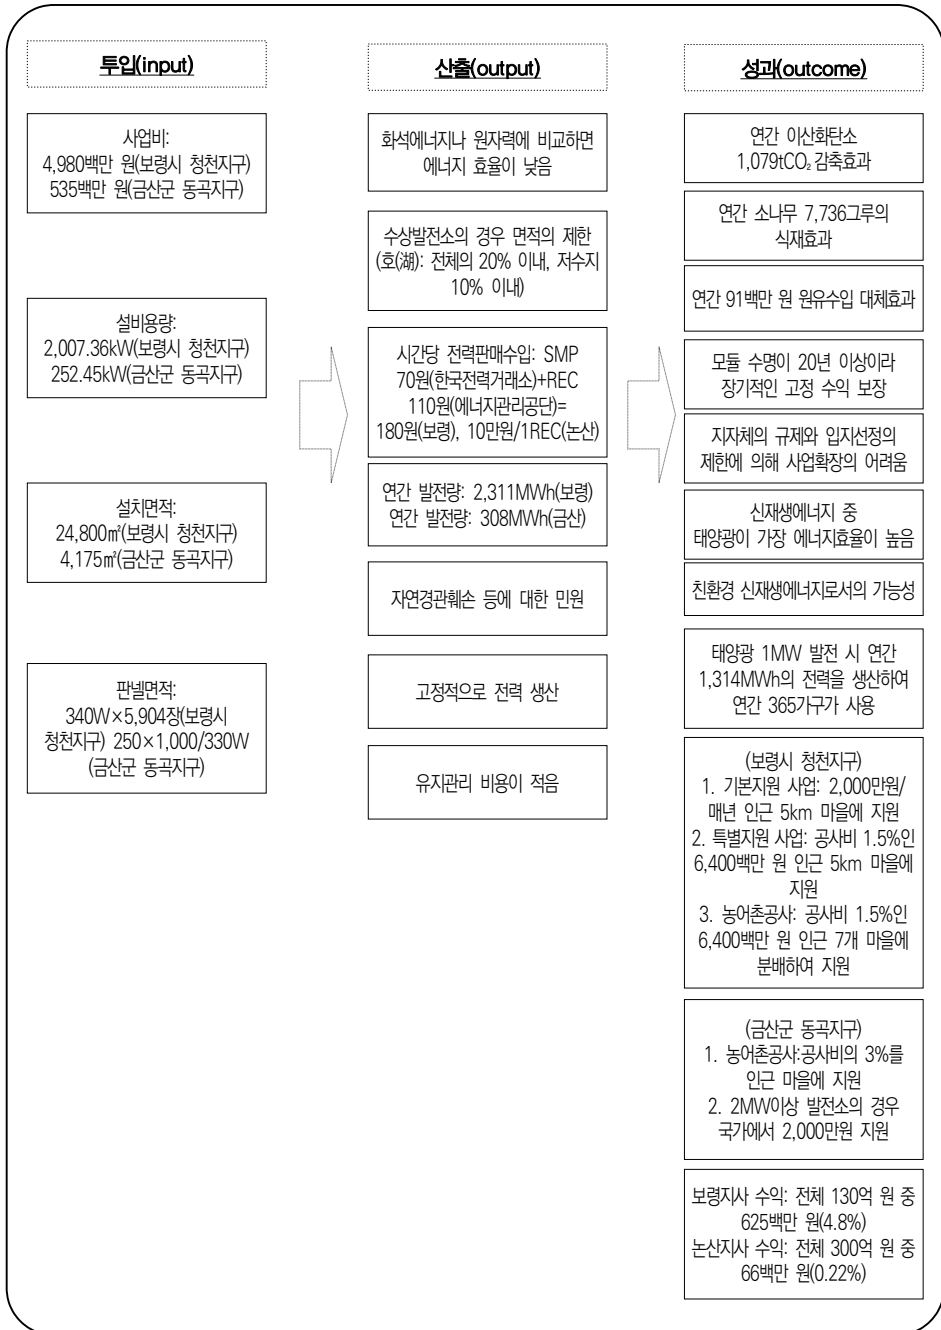 투입(input)
사업비:
4,980백만 원(보령시 청천지구)
535백만 원(금산군 동곡지구)
설비용량:
2,007.36kW(보령시 청천지구)
252.45kW(금산군 동곡지구)
설치면적:
24,800㎡(보령시 청천지구)
4,175㎡(금산군 동곡지구)
판넬면적:
340W×5,904장(보령시
청천지구) 250×1,000/330W
(금산군 동곡지구)
산출(output)
화석에너지나 원자력에 비교하면
에너지 효율이 낮음
수상발전소의 경우 면적의 제한
(호(湖): 전체의 20% 이내, 저수지
10% 이내)
시간당 전력판매수입: SMP
70원(한국전력거래소)+REC
110원(에너지관리공단)=
180원(보령), 10만원/1REC(논산)
연간 발전량: 2,311MWh(보령)
연간 발전량: 308MWh(금산)
자연경관훼손 등에 대한 민원
고정적으로 전력 생산
유지관리 비용이 적음
성과(outcome)
연간 이산화탄소
1,079tCO₂ 감축효과
연간 소나무 7,736그루의
식재효과
연간 91백만 원 원유수입 대체효과
모듈 수명이 20년 이상이라
장기적인 고정 수익 보장
지자체의 규제와 입지선정의
제한에 의해 사업확장의 어려움
신재생에너지 중
태양광이 가장 에너지효율이 높음
친환경 신재생에너지로서의 가능성
태양광 1MW 발전 시 연간
1,314MWh의 전력을 생산하여
연간 365가구가 사용
(보령시 청천지구)
1. 기본지원 사업: 2,000만원/
매년 인근 5km 마을에 지원
2. 특별지원 사업: 공사비 1.5%인
6,400백만 원 인근 5km 마을에
지원
3. 농어촌공사: 공사비 1.5%인
6,400백만 원 인근 7개 마을에
분배하여 지원
(금산군 동곡지구)
1. 농어촌공사:공사비의 3%를
인근 마을에 지원
2. 2MW이상 발전소의 경우
국가에서 2,000만원 지원
보령지사 수익: 전체 130억 원 중
625백만 원(4.8%)
논산지사 수익: 전체 300억 원 중
66백만 원(0.22%)